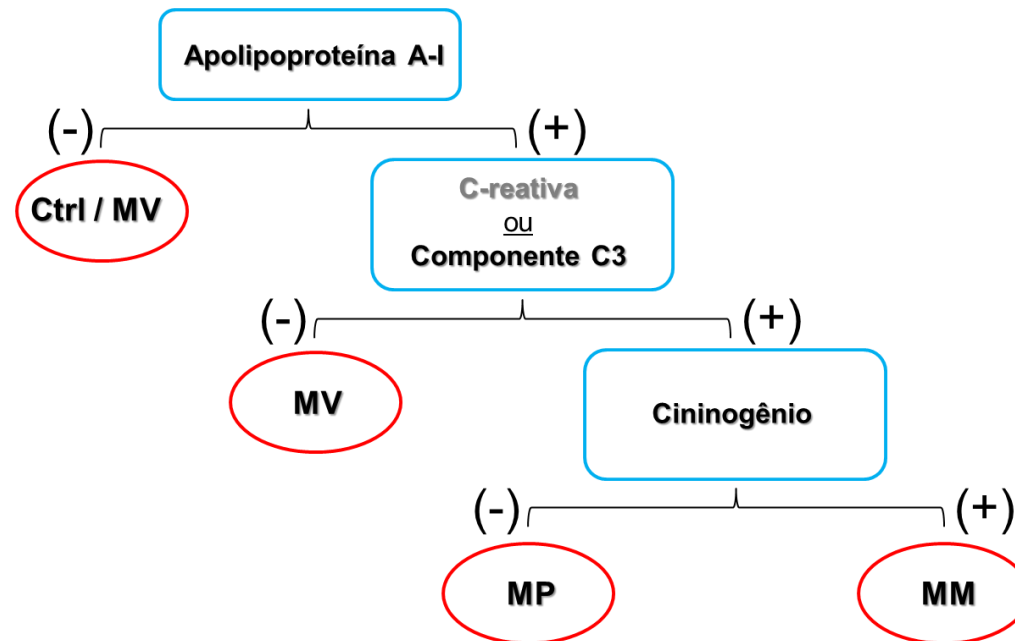 Apolipoproteína A-I
(-)
(+)
Ctrl / MV
C-reativa
ou
Componente C3
(-)
(+)
MV
Cininogênio
(-)
(+)
MP
MM